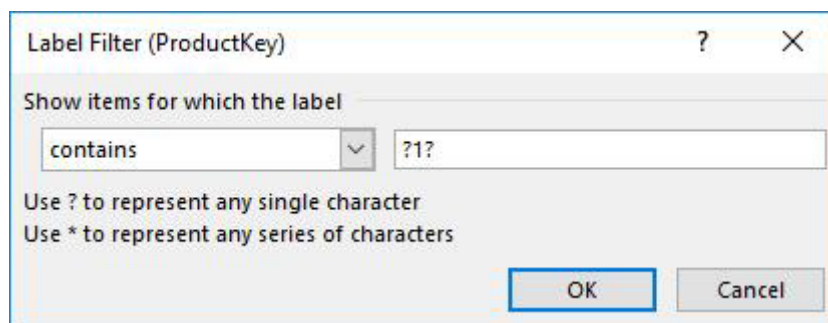 Label Filter (ProductKey) ?
Show items for which the label
contains ?1?
Use ? to represent any single character
Use * to represent any series of characters
OK Cancel